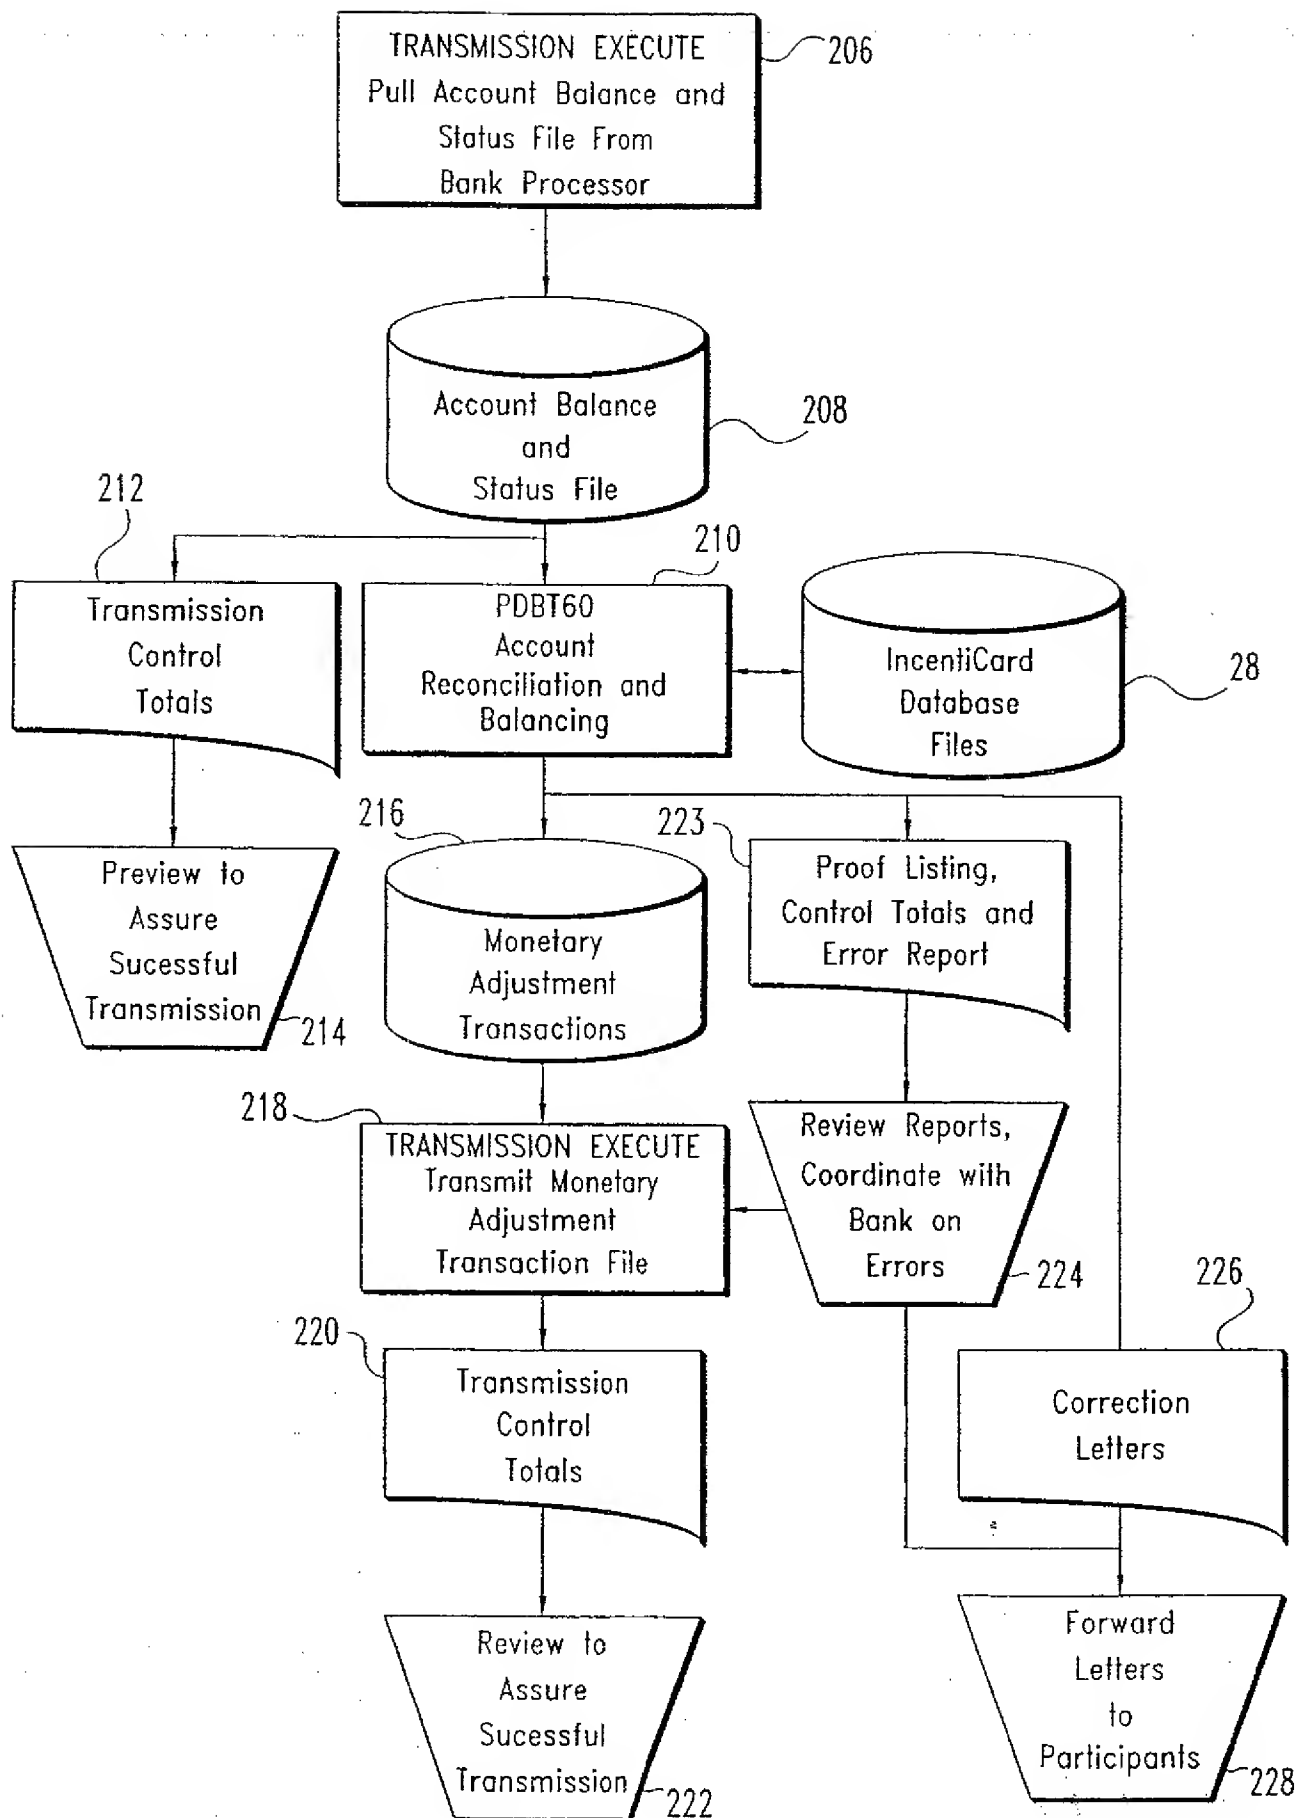 TRANSMISSION EXECUTE
Pull Account Balance and
Status File From
Bank Processor
206
Account Balance
and
Status File
208
212
Transmission
Control
Totals
210
PDBT60
Account
Reconciliation and
Balancing
IncentiCard
Database
Files
28
Preview to
Assure
Sucessful
Transmission
214
216
Monetary
Adjustment
Transactions
223
Proof Listing,
Control Totals and
Error Report
218
TRANSMISSION EXECUTE
Transmit Monetary
Adjustment
Transaction File
Review Reports,
Coordinate with
Bank on
Errors
224
226
Correction
Letters
220
Transmission
Control
Totals
Review to
Assure
Sucessful
Transmission
222
Forward
Letters
to
Participants
228